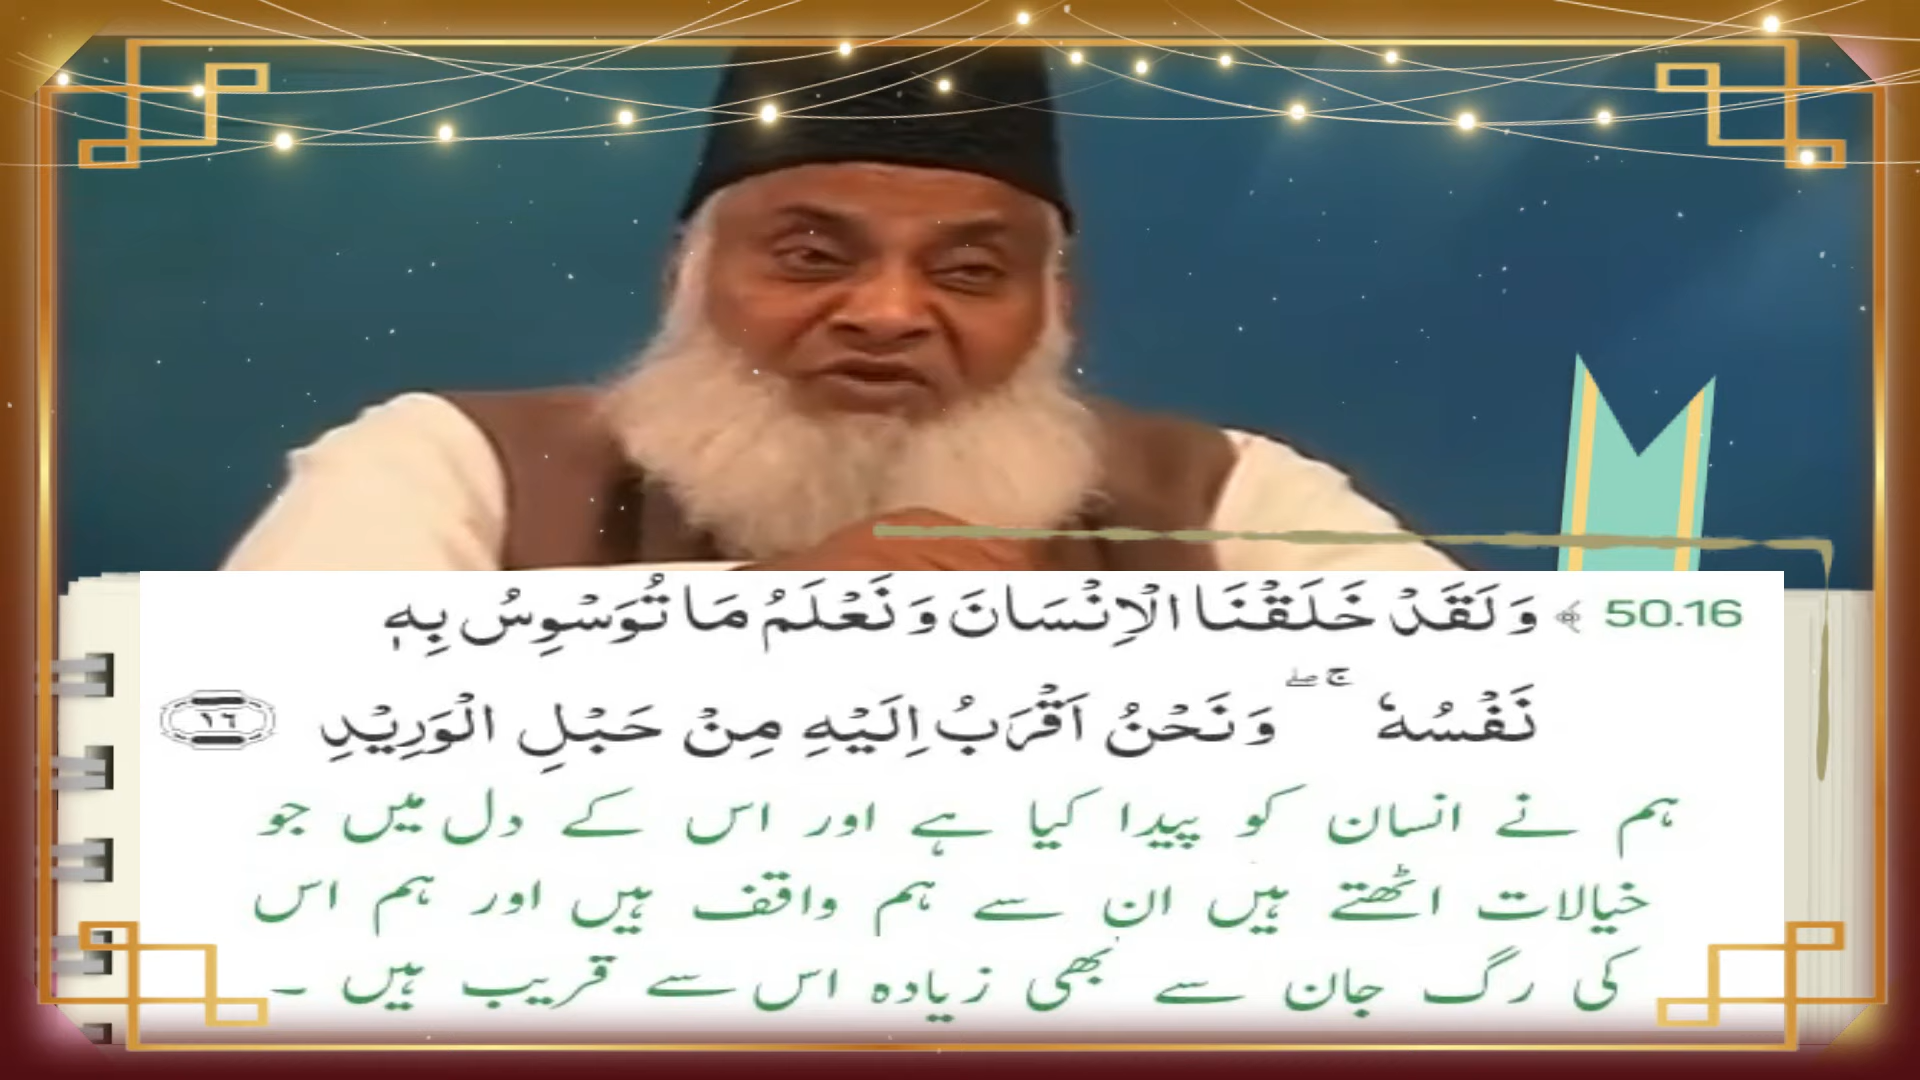 50.16 ﴿ وَلَقَدْ خَلَقْنَا الْاِنْسَانَ وَنَعْلَمُ مَا تُوَسْوِسُ بِهٖ
نَفْسُهٗ ۖۚ وَنَحْنُ اَقْرَبُ اِلَيْهِ مِنْ حَبْلِ الْوَرِيْدِ ١٦
ہم نے انسان کو پیدا کیا ہے اور اس کے دل میں جو
خیالات اٹھتے ہیں ان سے ہم واقف ہیں اور ہم اس
کی رگ جان سے بھی زیادہ اس سے قریب ہیں ۔